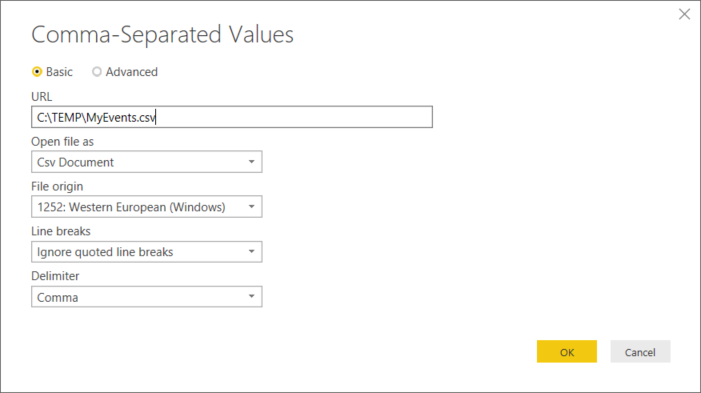 Comma-Separated Values
Basic Advanced
URL
C:\TEMP\MyEvents.csv
Open file as
Csv Document
File origin
1252: Western European (Windows)
Line breaks
Ignore quoted line breaks
Delimiter
Comma
OK Cancel